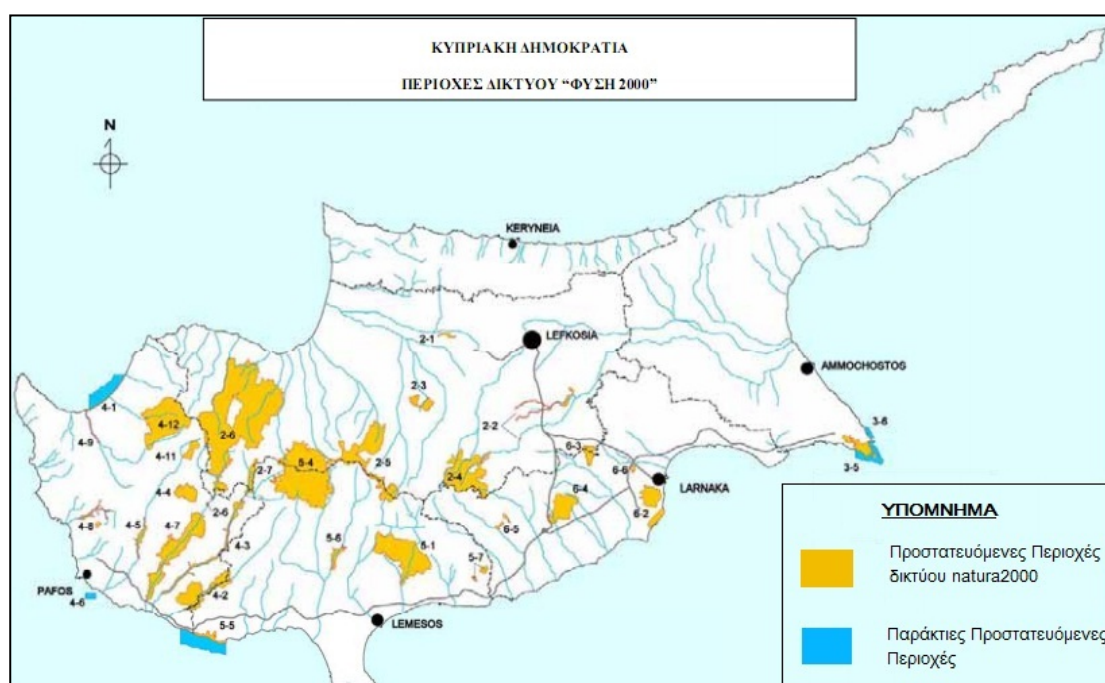 ΚΥΠΡΙΑΚΗ ΔΗΜΟΚΡΑΤΙΑ
ΠΕΡΙΟΧΕΣ ΔΙΚΤΥΟΥ “ΦΥΣΗ 2000”
N
KERYNEIA
LEFKOSIA
2-1
AMMOCHOSTOS
2-3
4-1
4-12
2-2
3-6
4-9
2-6
4-11
5-4
2-5
6-3
3-5
2-7
2-4
6-6
LARNAKA
4-4
2-6
6-4
6-2
4-8
4-5
4-7
4-3
5-6
5-1
6-5
5-7
PAFOS
4-6
4-2
5-5
LEMESOS
ΥΠΟΜΝΗΜΑ
Προστατευόμενες Περιοχές
δικτύου natura2000
Παράκτιες Προστατευόμενες
Περιοχές